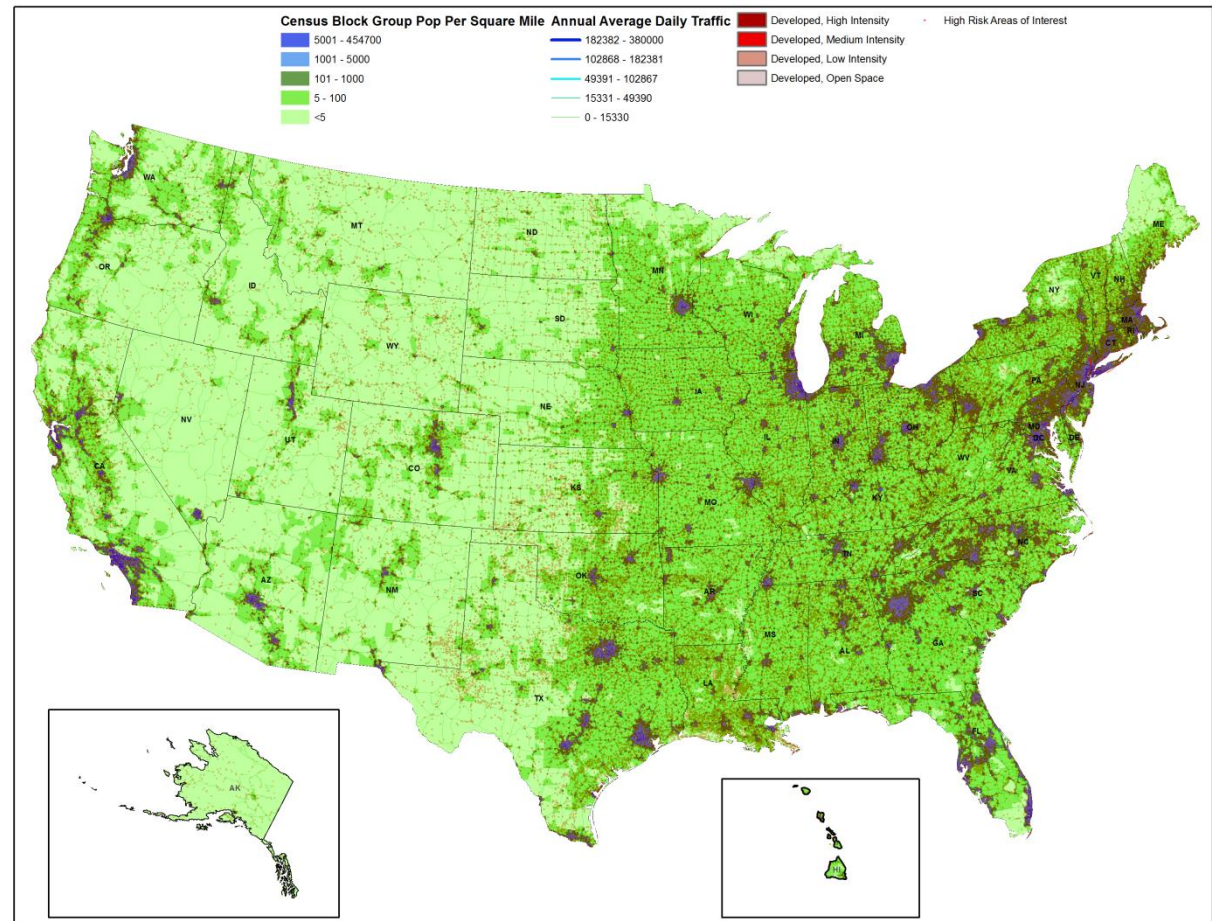 Census Block Group Pop Per Square Mile
5001 - 454700
1001 - 5000
101 - 1000
5 - 100
<5
Annual Average Daily Traffic
182382 - 380000
102868 - 182381
49391 - 102867
15331 - 49390
0 - 15330
Developed, High Intensity
Developed, Medium Intensity
Developed, Low Intensity
Developed, Open Space
High Risk Areas of Interest
WA
MT
ND
MN
ME
VT
NH
OR
ID
SD
WI
MI
NY
MA
RI
CT
WY
IA
PA
NJ
NE
NV
UT
CO
IL
IN
OH
MD
DC
DE
WV
VA
CA
KS
MO
KY
AZ
NM
OK
AR
TN
NC
SC
MS
AL
GA
TX
LA
FL
AK
HI